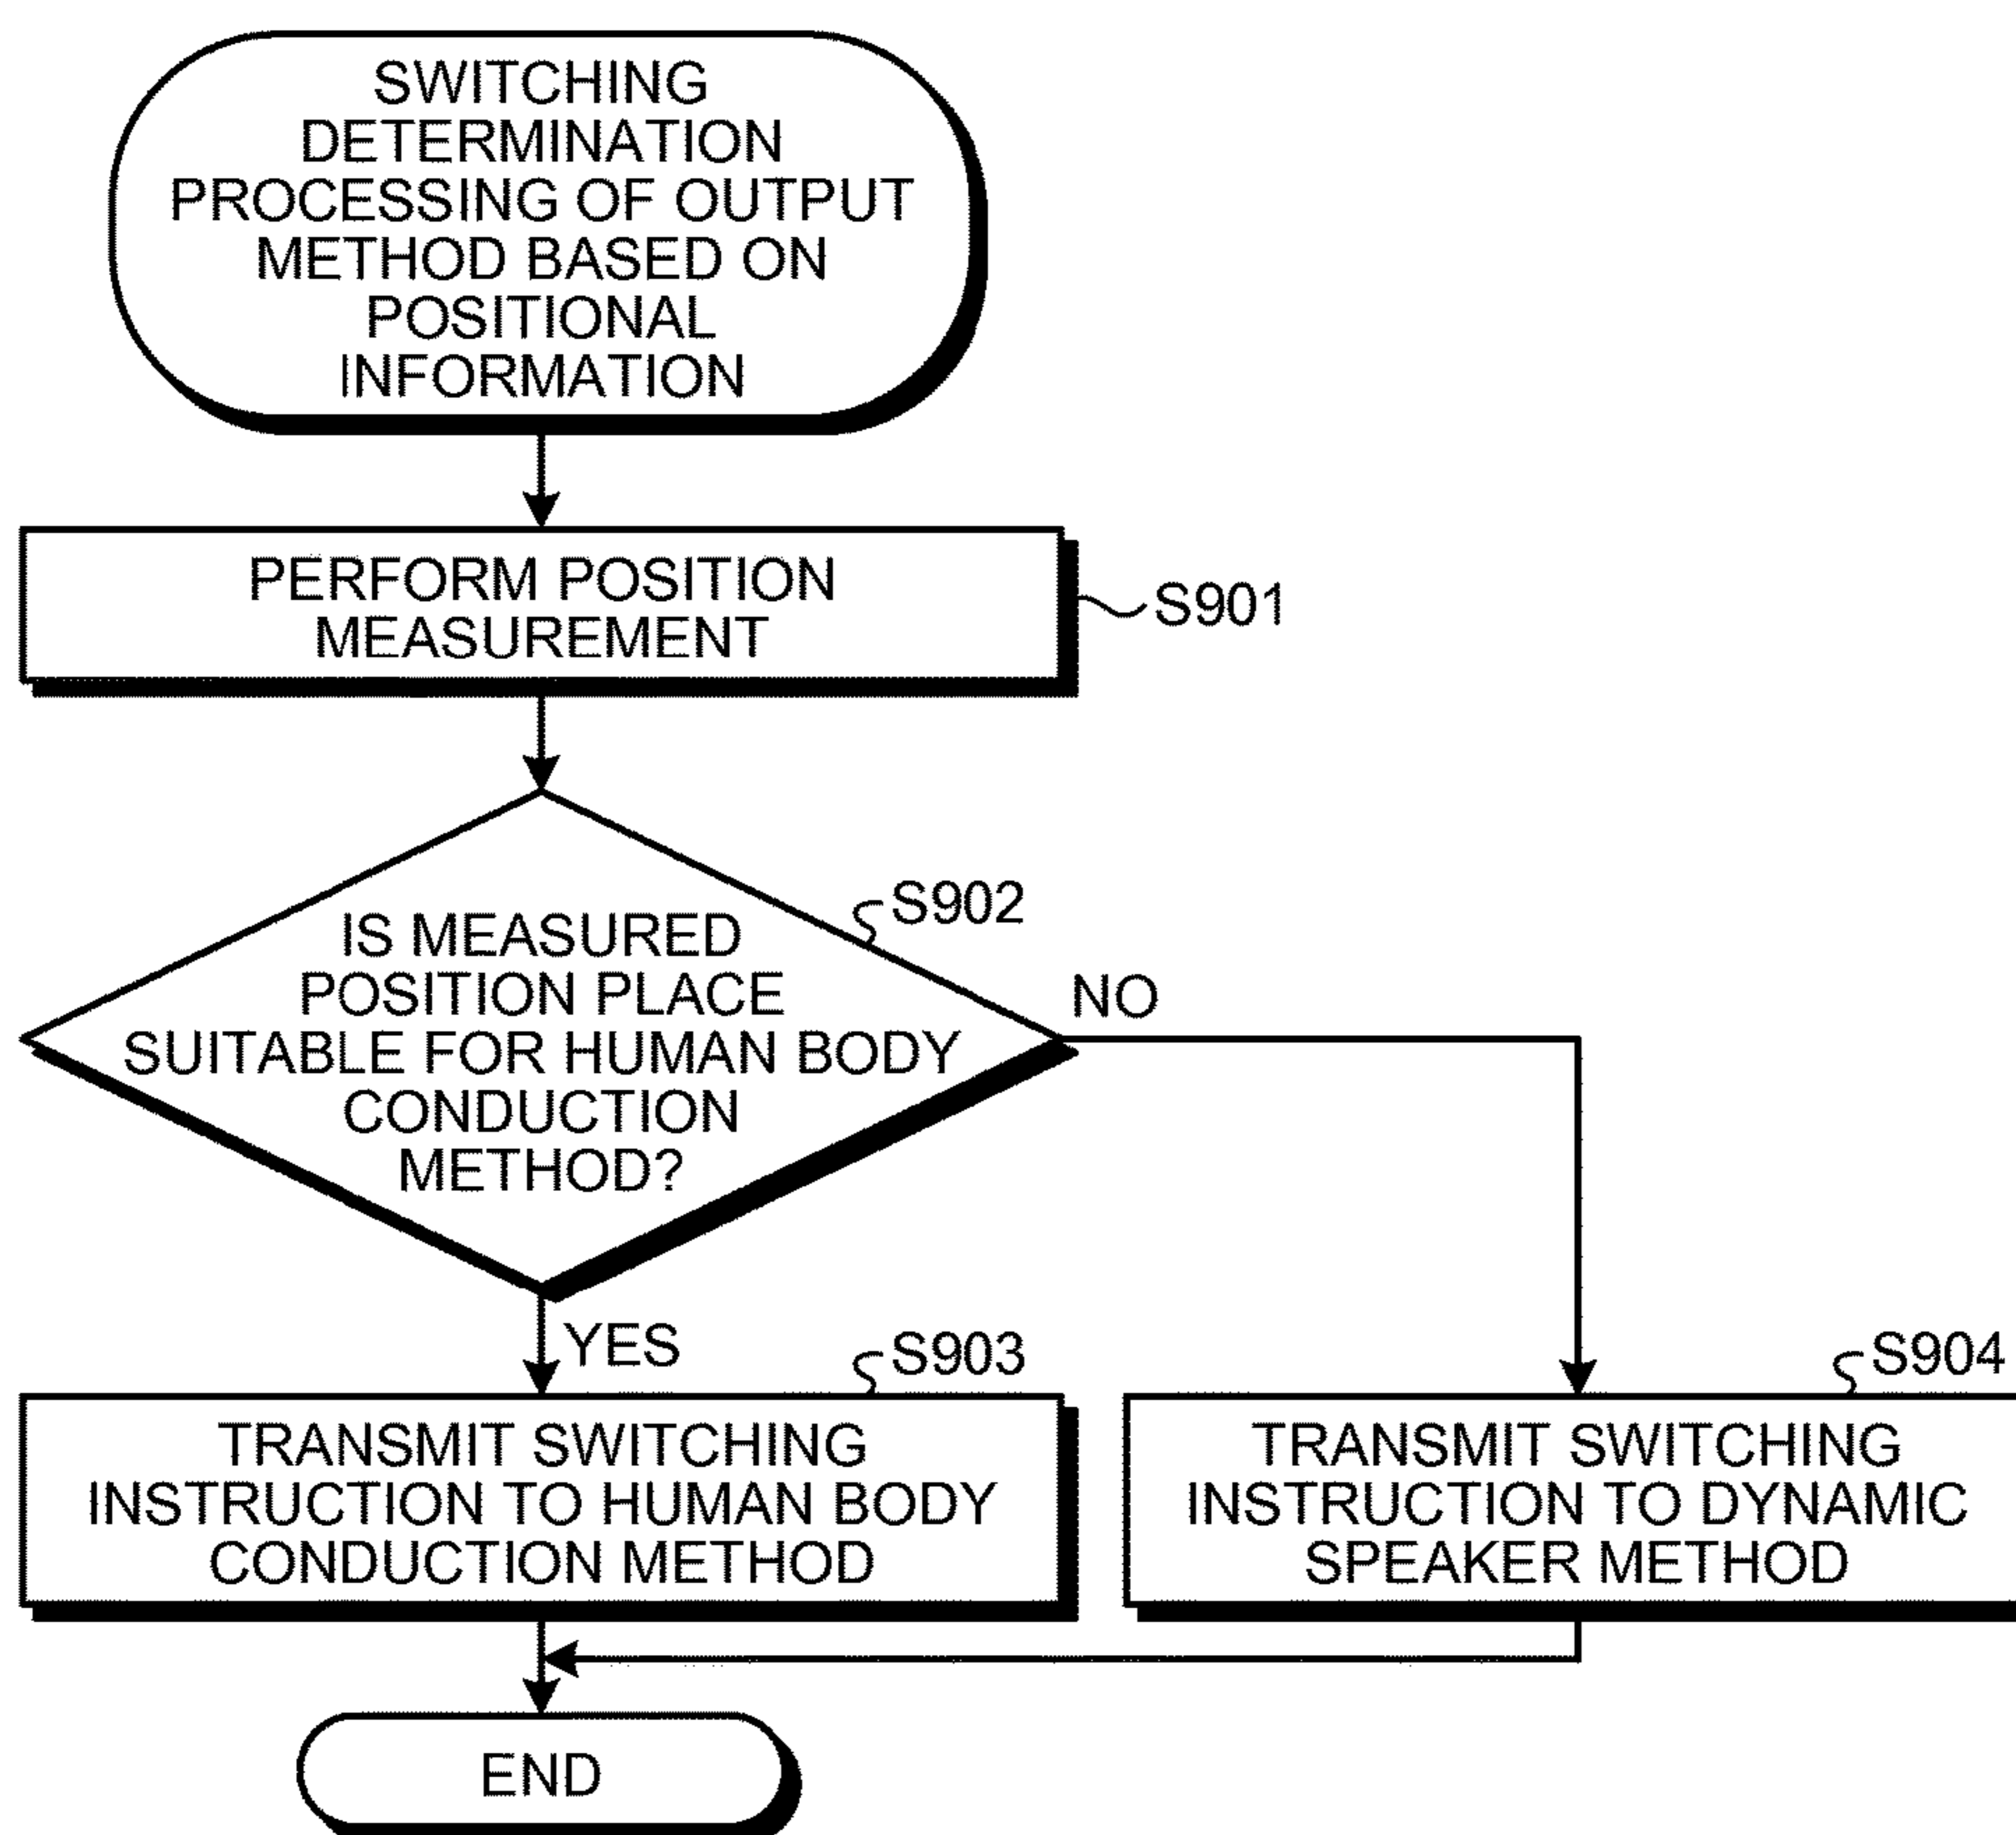 SWITCHING
DETERMINATION
PROCESSING OF OUTPUT
METHOD BASED ON
POSITIONAL
INFORMATION
PERFORM POSITION
MEASUREMENT
S901
S902
IS MEASURED
POSITION PLACE
SUITABLE FOR HUMAN BODY
CONDUCTION
METHOD?
NO
YES
S903
TRANSMIT SWITCHING
INSTRUCTION TO HUMAN BODY
CONDUCTION METHOD
S904
TRANSMIT SWITCHING
INSTRUCTION TO DYNAMIC
SPEAKER METHOD
END